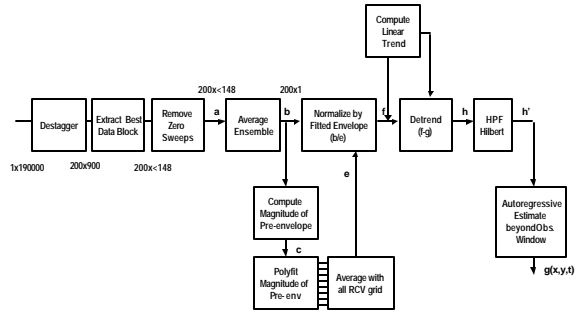 Compute
Linear
Trend
200x<148
200x1
Destagger
Extract Best
Data Block
Remove
Zero
Sweeps
a
Average
Ensemble
b
Normalize by
Fitted Envelope
(b/e)
f
Detrend
(f-g)
h
HPF
Hilbert
h'
1x190000
200x900
200x<148
e
Compute
Magnitude of
Pre-envelope
c
Polyfit
Magnitude of
Pre- env
Average with
all RCV grid
Autoregressive
Estimate
beyondObs.
Window
g(x,y,t)